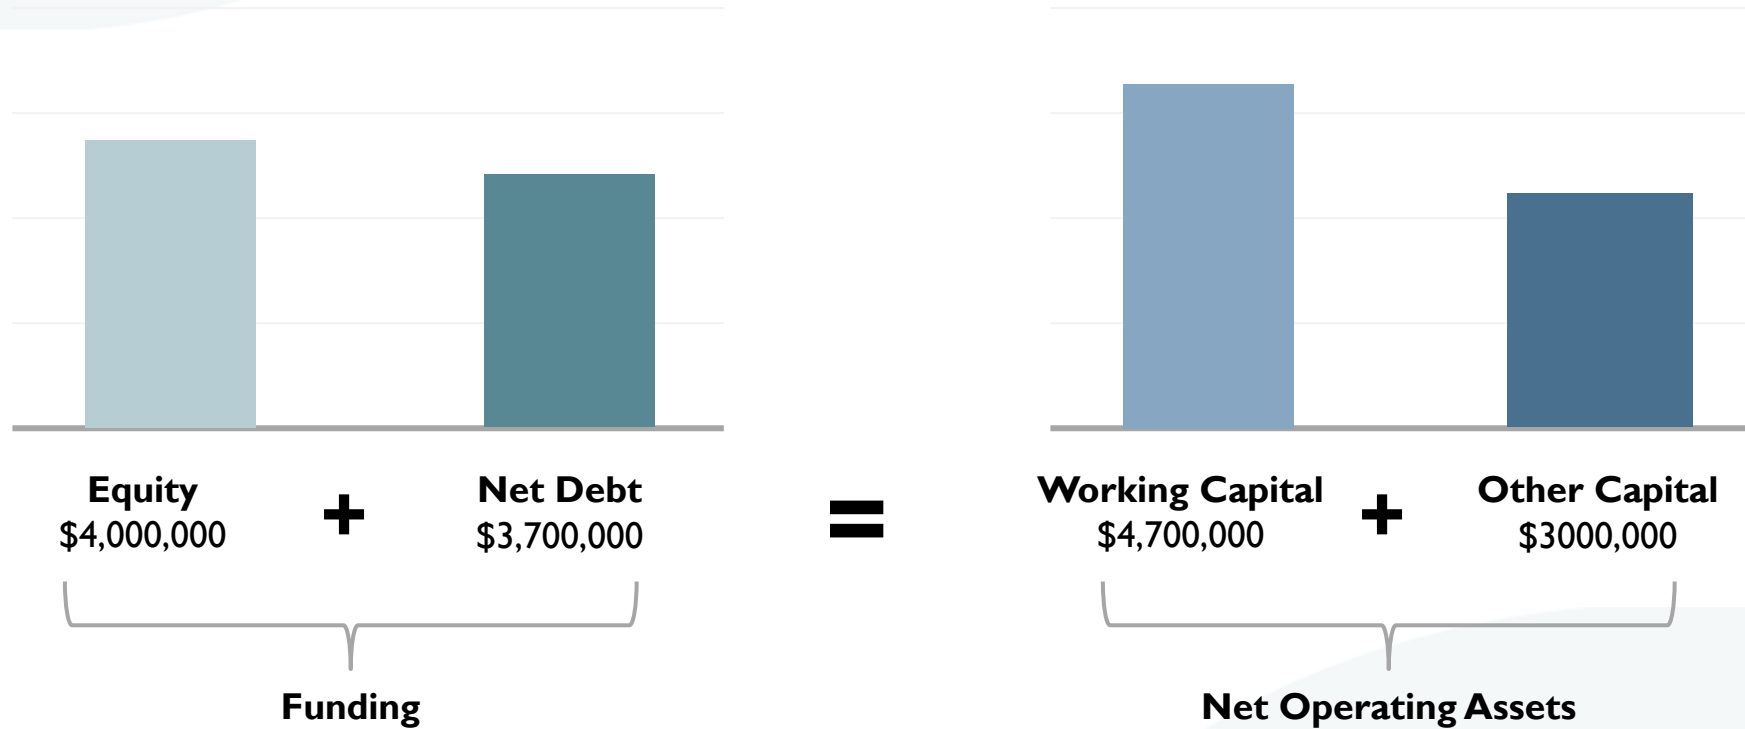 Equity
$4,000,000
+
Net Debt
$3,700,000
=
Working Capital
$4,700,000
+
Other Capital
$3000,000
Funding
Net Operating Assets